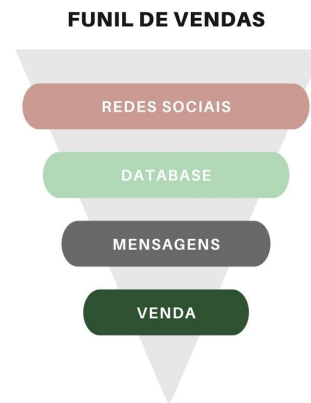 FUNIL DE VENDAS
REDES SOCIAIS
DATABASE
MENSAGENS
VENDA